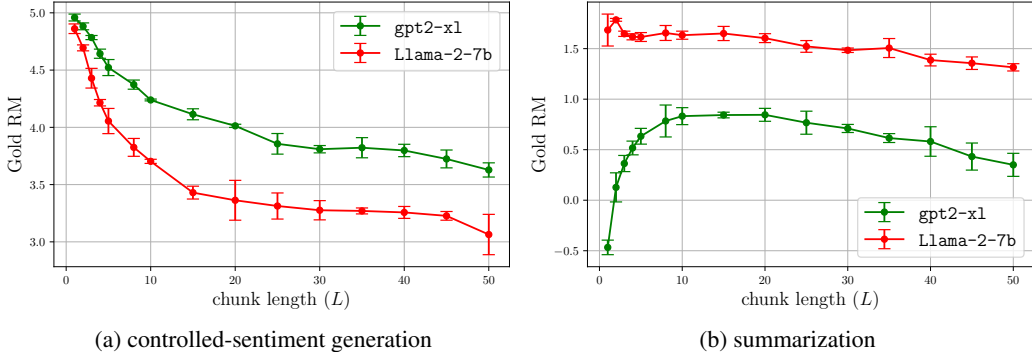 5.0
4.5
4.0
3.5
3.0
Gold RM
gpt2-xl
Llama-2-7b
0
10
20
30
40
50
chunk length (L)
(a) controlled-sentiment generation
1.5
1.0
0.5
0.0
−0.5
Gold RM
gpt2-xl
Llama-2-7b
0
10
20
30
40
50
chunk length (L)
(b) summarization